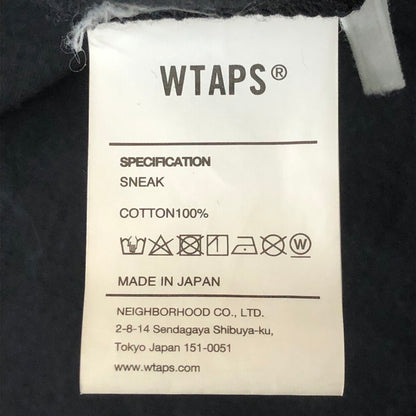 WTAPS®
SPECIFICATION
SNEAK
COTTON100%
W
MADE IN JAPAN
NEIGHBORHOOD CO., LTD.
2-8-14 Sendagaya Shibuya-ku,
Tokyo Japan 151-0051
www.wtaps.com